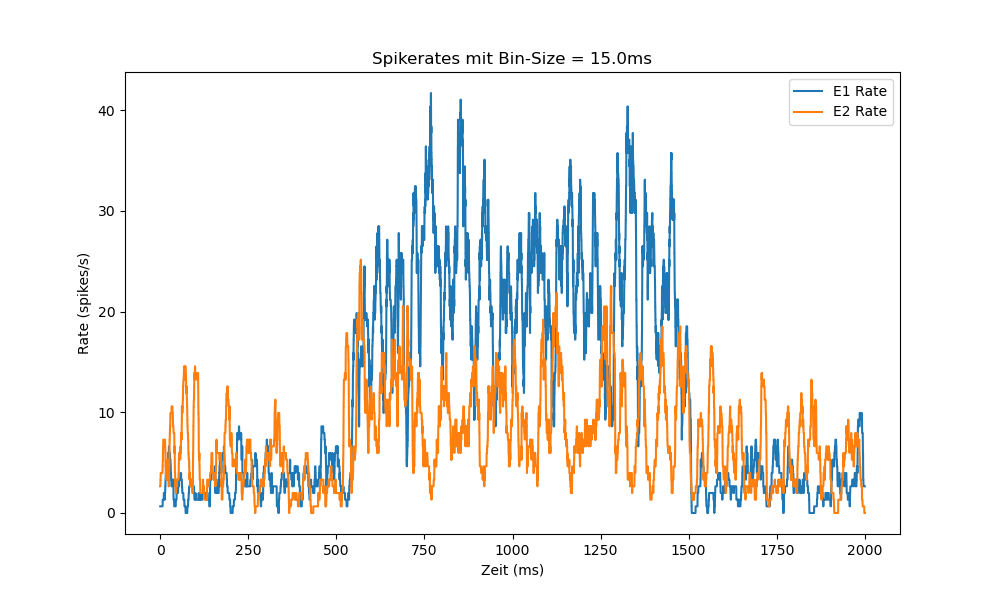 Spikerates mit Bin-Size = 15.0ms
E1 Rate
E2 Rate
40
30
20
10
0
Rate (spikes/s)
0 250 500 750 1000 1250 1500 1750 2000
Zeit (ms)